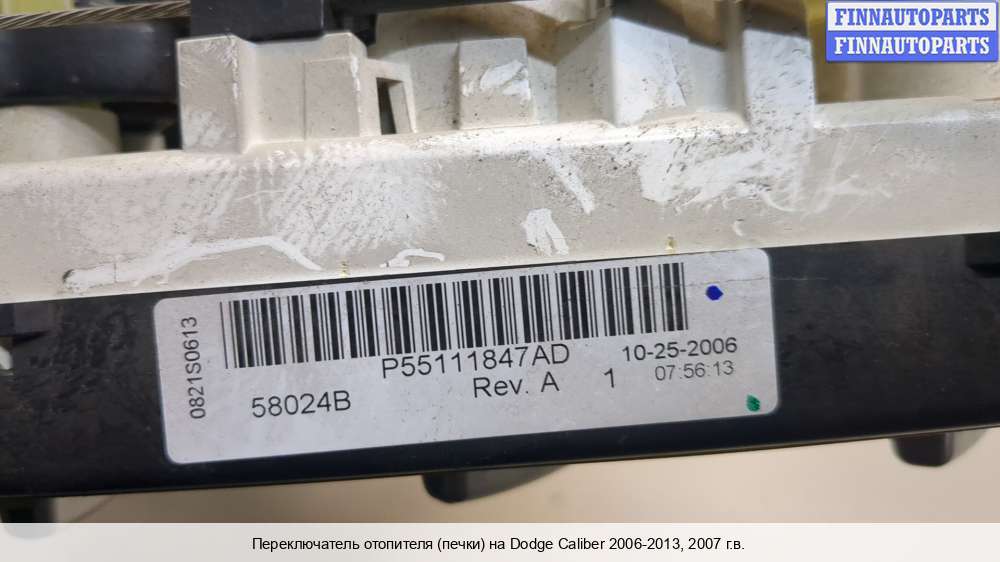 FINNAUTOPARTS
FINNAUTOPARTS
0821S0613
P55111847AD
10-25-2006
58024B
Rev. A
1
07:56:13
Переключатель отопителя (печки) на Dodge Caliber 2006-2013, 2007 г.в.